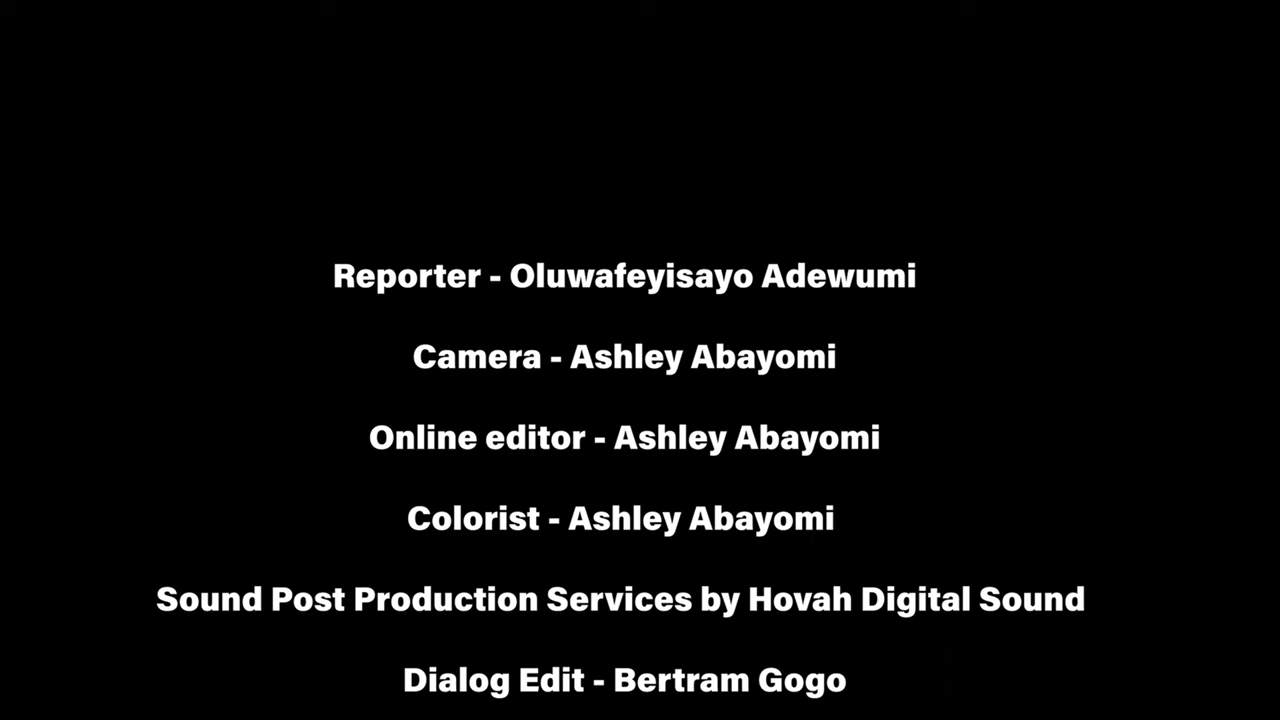 Reporter - Oluwafeyisayo Adewumi
Camera - Ashley Abayomi
Online editor - Ashley Abayomi
Colorist - Ashley Abayomi
Sound Post Production Services by Hovah Digital Sound
Dialog Edit - Bertram Gogo